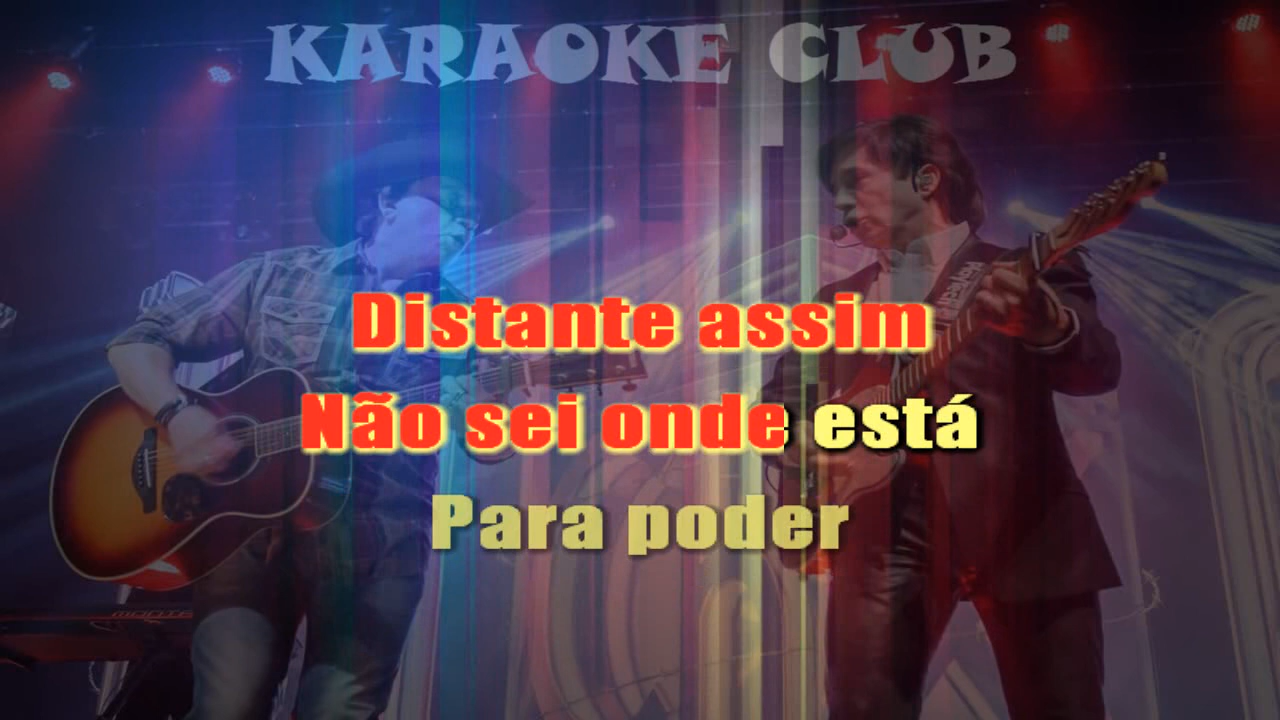 KARAOKE CLUB
Distante assim
Não sei onde está
Para poder